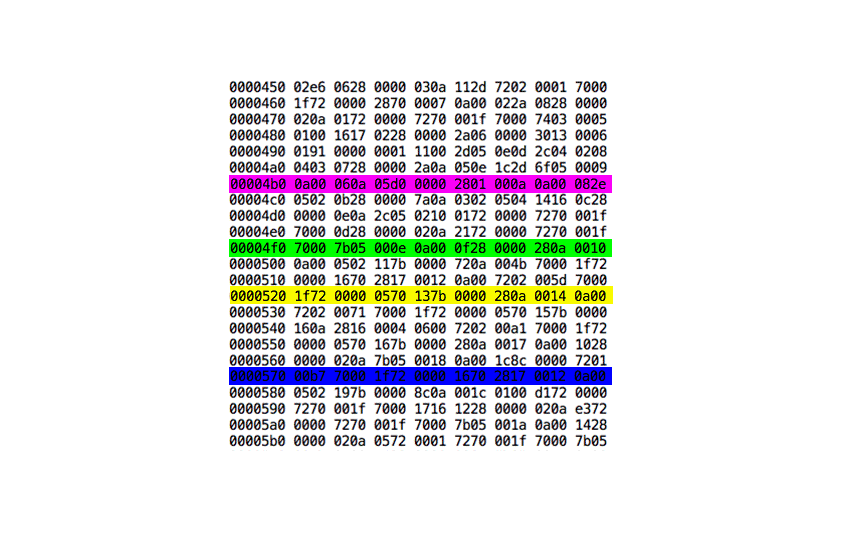 0000450 02e6 0628 0000 030a 112d 7202 0001 7000
0000460 1f72 0000 2870 0007 0a00 022a 0828 0000
0000470 020a 0172 0000 7270 001f 7000 7403 0005
0000480 0100 1617 0228 0000 2a06 0000 3013 0006
0000490 0191 0000 0001 1100 2d05 0e0d 2c04 0208
00004a0 0403 0728 0000 2a0a 050e 1c2d 6f05 0009
00004b0 0a00 060a 05d0 0000 2801 000a 0a00 082e
00004c0 0502 0b28 0000 7a0a 0302 0504 1416 0c28
00004d0 0000 0e0a 2c05 0210 0172 0000 7270 001f
00004e0 7000 0d28 0000 020a 2172 0000 7270 001f
00004f0 7000 7b05 000e 0a00 0f28 0000 280a 0010
0000500 0a00 0502 117b 0000 720a 004b 7000 1f72
0000510 0000 1670 2817 0012 0a00 7202 005d 7000
0000520 1f72 0000 0570 137b 0000 280a 0014 0a00
0000530 7202 0071 7000 1f72 0000 0570 157b 0000
0000540 160a 2816 0004 0600 7202 00a1 7000 1f72
0000550 0000 0570 167b 0000 280a 0017 0a00 1028
0000560 0000 020a 7b05 0018 0a00 1c8c 0000 7201
0000570 00b7 7000 1f72 0000 1670 2817 0012 0a00
0000580 0502 197b 0000 8c0a 001c 0100 d172 0000
0000590 7270 001f 7000 1716 1228 0000 020a e372
00005a0 0000 7270 001f 7000 7b05 001a 0a00 1428
00005b0 0000 020a 0572 0001 7270 001f 7000 7b05